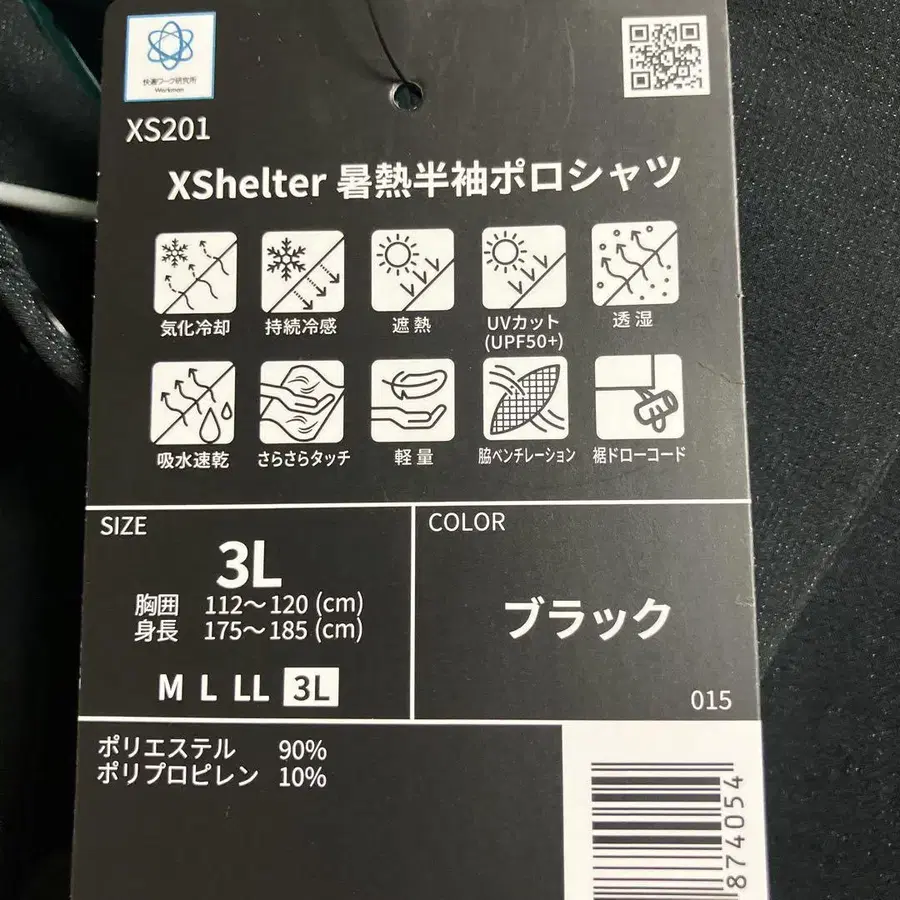 快適ワーク研究所
Workman
XS201
XShelter 暑熱半袖ポロシャツ
気化冷却
持続冷感
遮熱
UVカット
(UPF50+)
透湿
吸水速乾
さらさらタッチ
軽量
脇ベンチレーション
裾ドローコード
SIZE
3L
胸囲 112〜120 (cm)
身長 175〜185 (cm)
M L LL 3L
COLOR
ブラック
015
ポリエステル 90%
ポリプロピレン 10%
874054